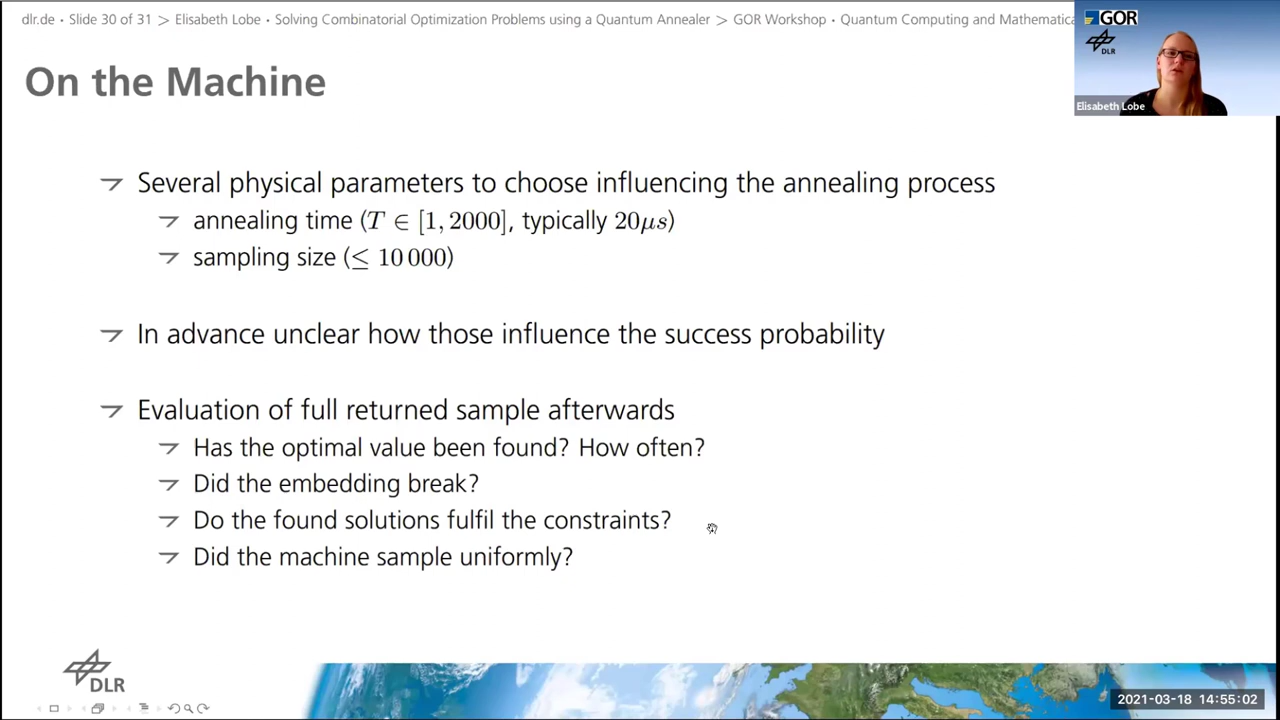 dlr.de · Slide 30 of 31 > Elisabeth Lobe · Solving Combinatorial Optimization Problems using a Quantum Annealer > GOR Workshop · Quantum Computing and Mathematica
GOR
DLR
Elisabeth Lobe
On the Machine
Several physical parameters to choose influencing the annealing process
annealing time (T ∈ [1, 2000], typically 20μs)
sampling size (≤ 10 000)
In advance unclear how those influence the success probability
Evaluation of full returned sample afterwards
Has the optimal value been found? How often?
Did the embedding break?
Do the found solutions fulfil the constraints?
Did the machine sample uniformly?
DLR
2021-03-18 14:55:02